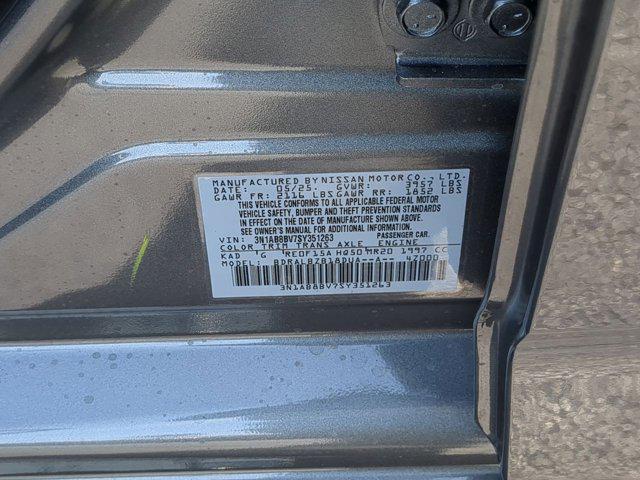 MANUFACTURED BY NISSAN MOTOR CO., LTD.
DATE: 05/25. GVWR: 3957 LBS
GAWR FR: 2116 LBS GAWR RR: 1852 LBS
THIS VEHICLE CONFORMS TO ALL APPLICABLE FEDERAL MOTOR
VEHICLE SAFETY, BUMPER AND THEFT PREVENTION STANDARDS
IN EFFECT ON THE DATE OF MANUFACTURE SHOWN ABOVE.
SEE OWNER'S MANUAL FOR ADDITIONAL INFORMATION.
VIN: 3N1AB8BV7SY351263 PASSENGER CAR.
COLOR TRIM TRANS AXLE ENGINE
KAD G RE0F15A HQ50 MR20 1997 CC
MODEL: BDRALBZB18DUA-A-- 4Z000
3N1AB8BV7SY351263